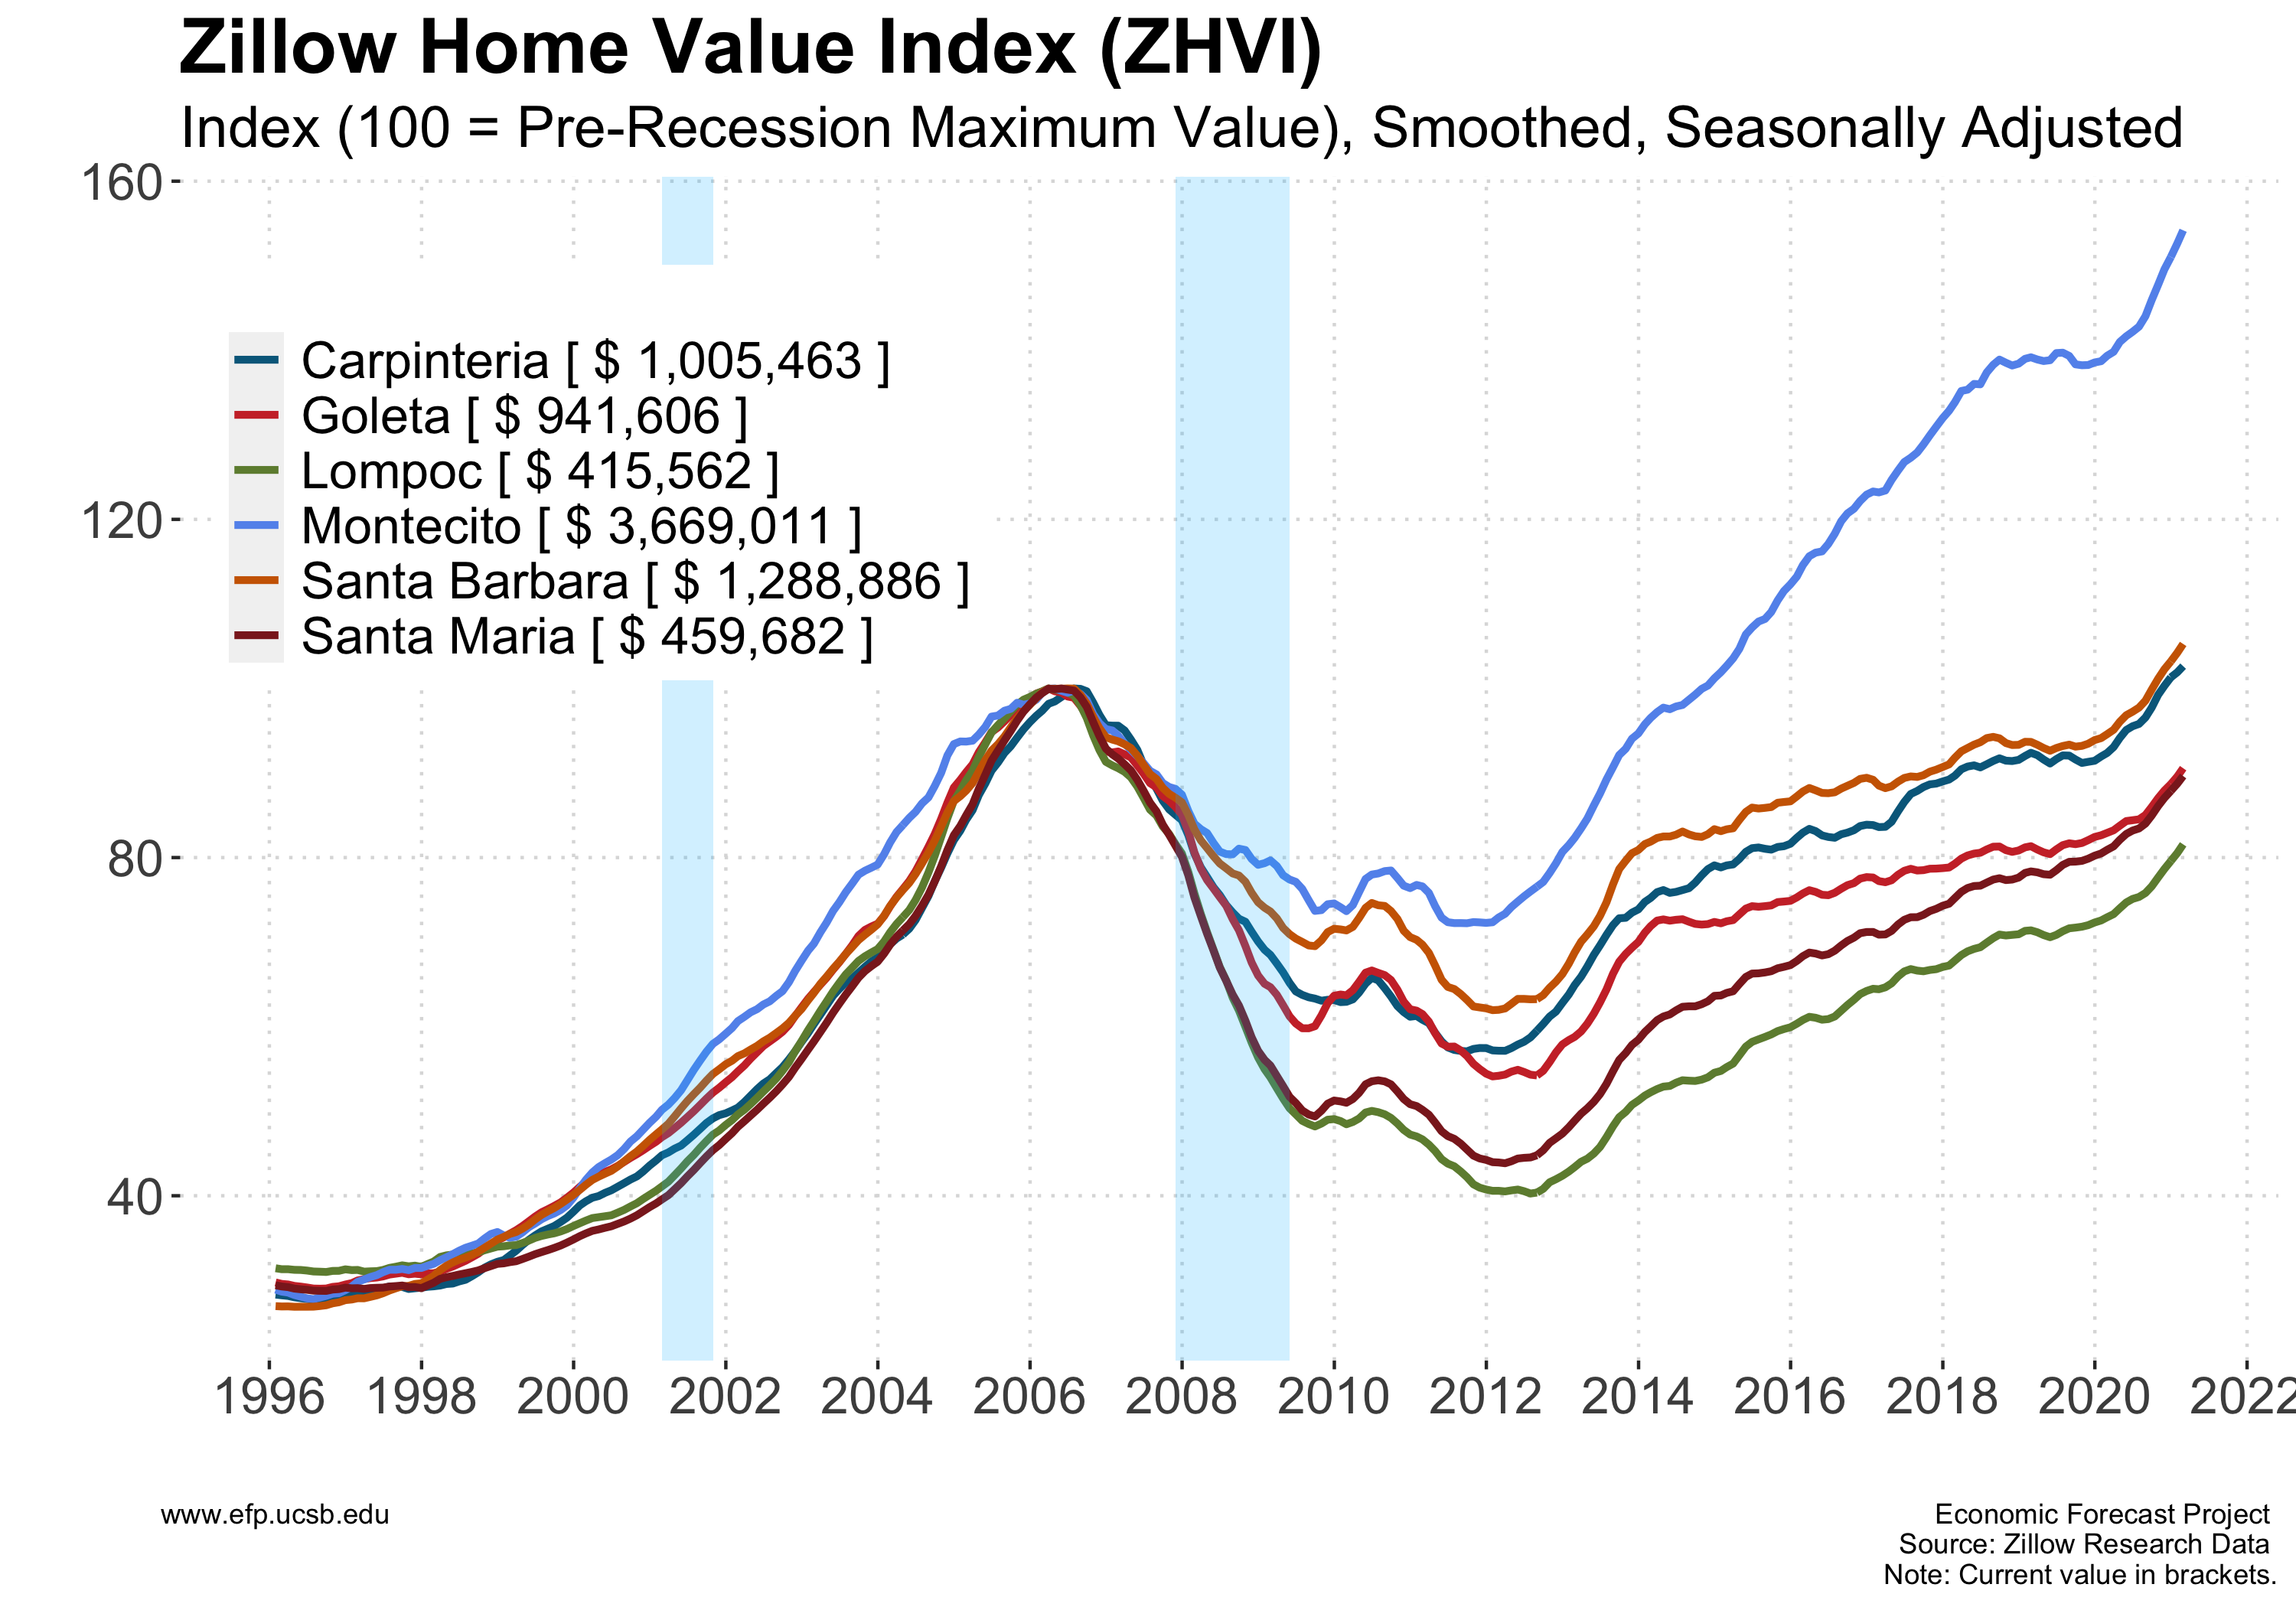 Zillow Home Value Index (ZHVI)
Index (100 = Pre-Recession Maximum Value), Smoothed, Seasonally Adjusted
160
120
80
40
Carpinteria [ $ 1,005,463 ]
Goleta [ $ 941,606 ]
Lompoc [ $ 415,562 ]
Montecito [ $ 3,669,011 ]
Santa Barbara [ $ 1,288,886 ]
Santa Maria [ $ 459,682 ]
1996 1998 2000 2002 2004 2006 2008 2010 2012 2014 2016 2018 2020 2022
www.efp.ucsb.edu
Economic Forecast Project
Source: Zillow Research Data
Note: Current value in brackets.